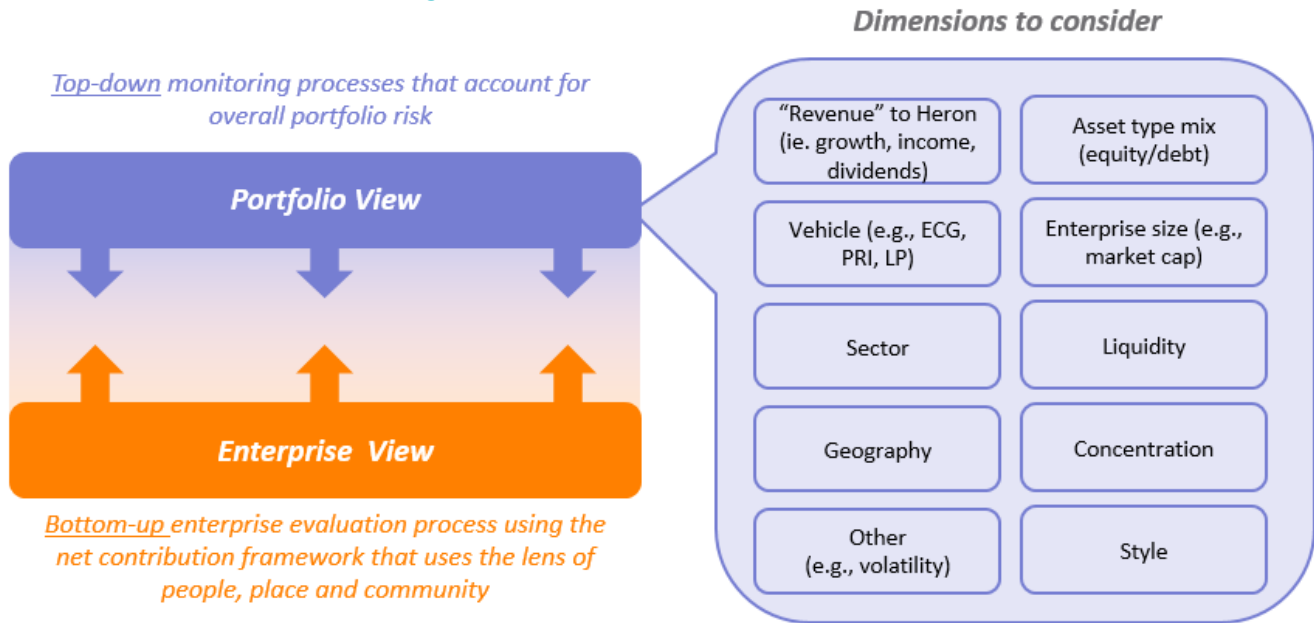 Dimensions to consider
Top-down monitoring processes that account for
overall portfolio risk
Portfolio View
Enterprise View
Bottom-up enterprise evaluation process using the
net contribution framework that uses the lens of
people, place and community
“Revenue” to Heron
(ie. growth, income,
dividends)
Asset type mix
(equity/debt)
Vehicle (e.g., ECG,
PRI, LP)
Enterprise size (e.g.,
market cap)
Sector
Liquidity
Geography
Concentration
Other
(e.g., volatility)
Style